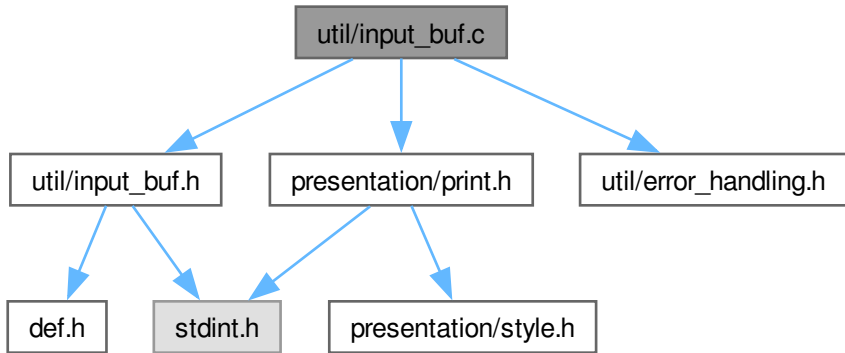 util/input_buf.c
util/input_buf.h
presentation/print.h
util/error_handling.h
def.h
stdint.h
presentation/style.h